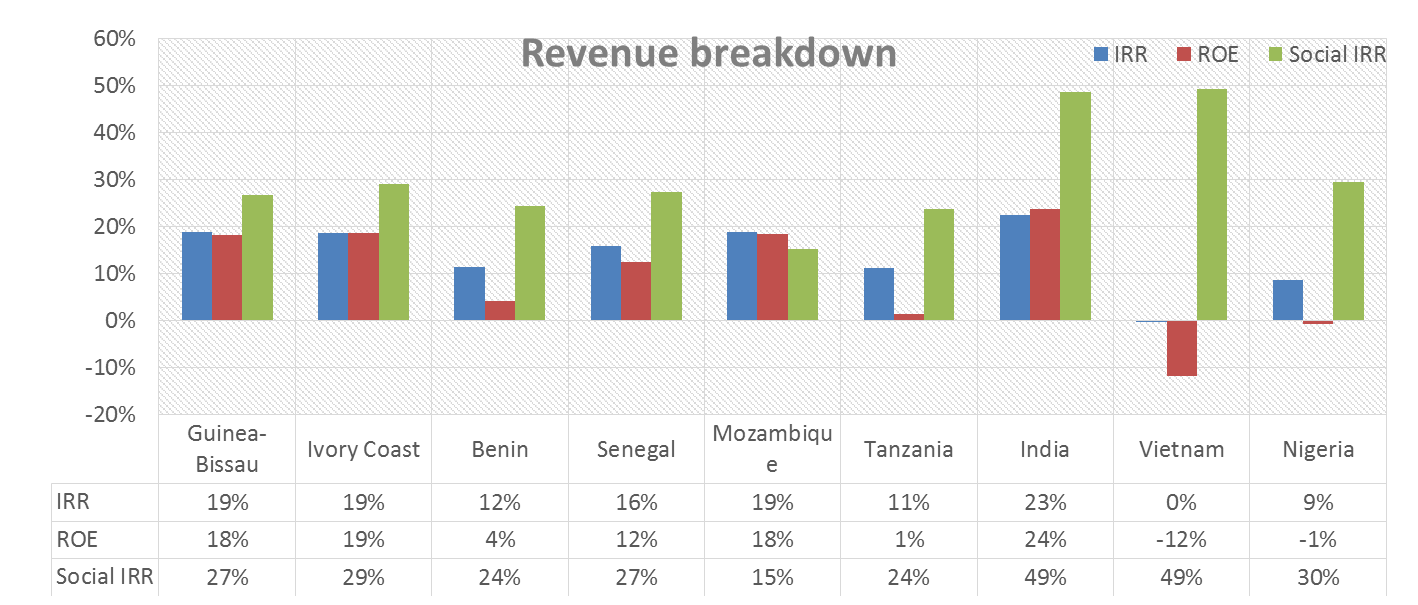 Revenue breakdown
IRR ROE Social IRR
60%
50%
40%
30%
20%
10%
0%
-10%
-20%
Guinea-
Bissau Ivory Coast Benin Senegal Mozambiqu
e Tanzania India Vietnam Nigeria
IRR 19% 19% 12% 16% 19% 11% 23% 0% 9%
ROE 18% 19% 4% 12% 18% 1% 24% -12% -1%
Social IRR 27% 29% 24% 27% 15% 24% 49% 49% 30%